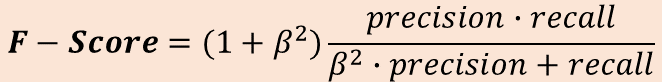 F − Score = (1 + β²) precision · recall / β² · precision + recall